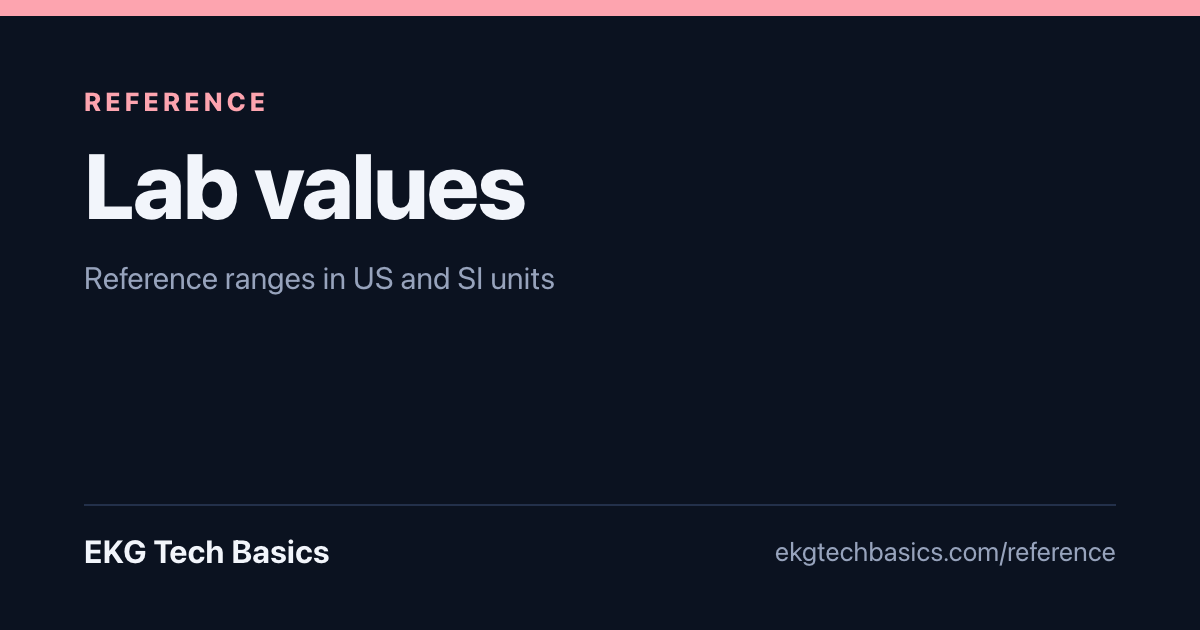 REFERENCE
Lab values
Reference ranges in US and SI units
EKG Tech Basics
ekgtechbasics.com/reference